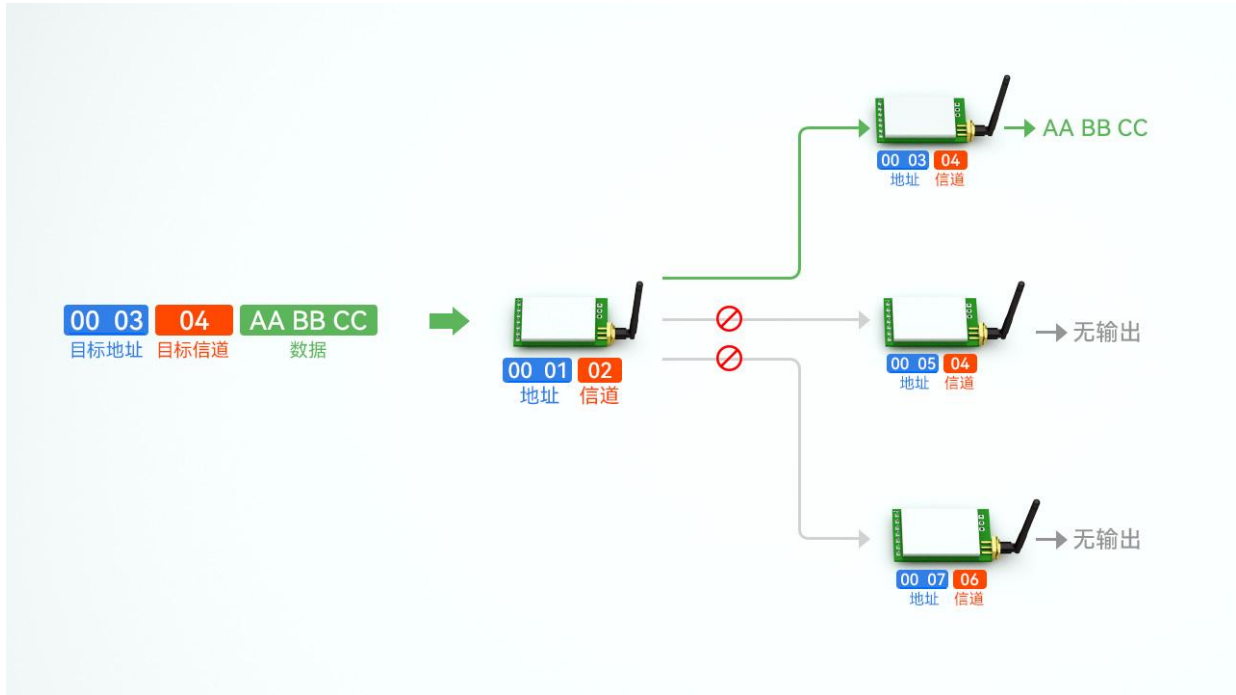 AA BB CC
00 03 04
地址 信道
00 03 04 AA BB CC
目标地址 目标信道 数据
00 01 02
地址 信道
无输出
00 05 04
地址 信道
无输出
00 07 06
地址 信道